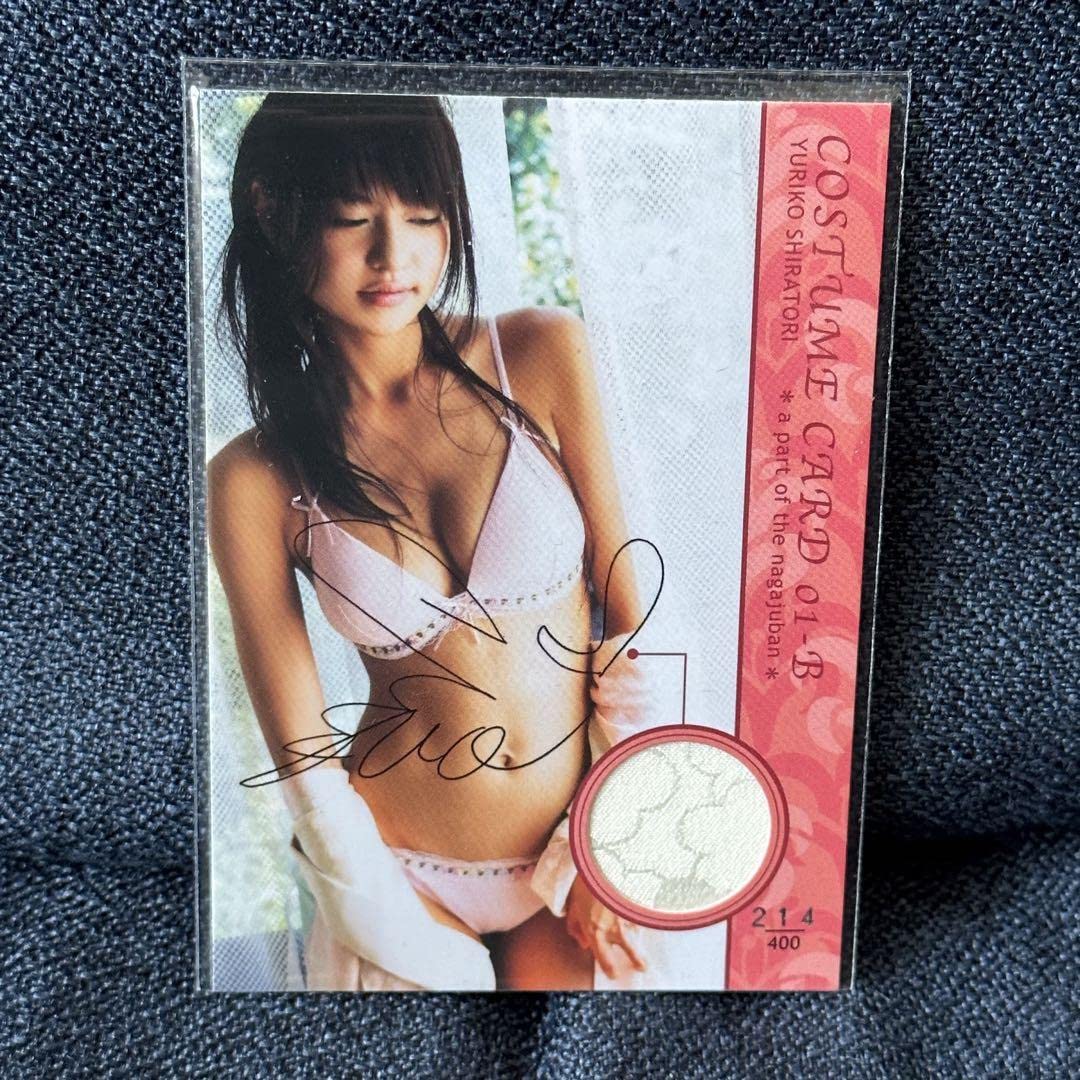 COSTUME CARD 01-B
YURIKO SHIRATORI *a part of the nagajuban*
214
400